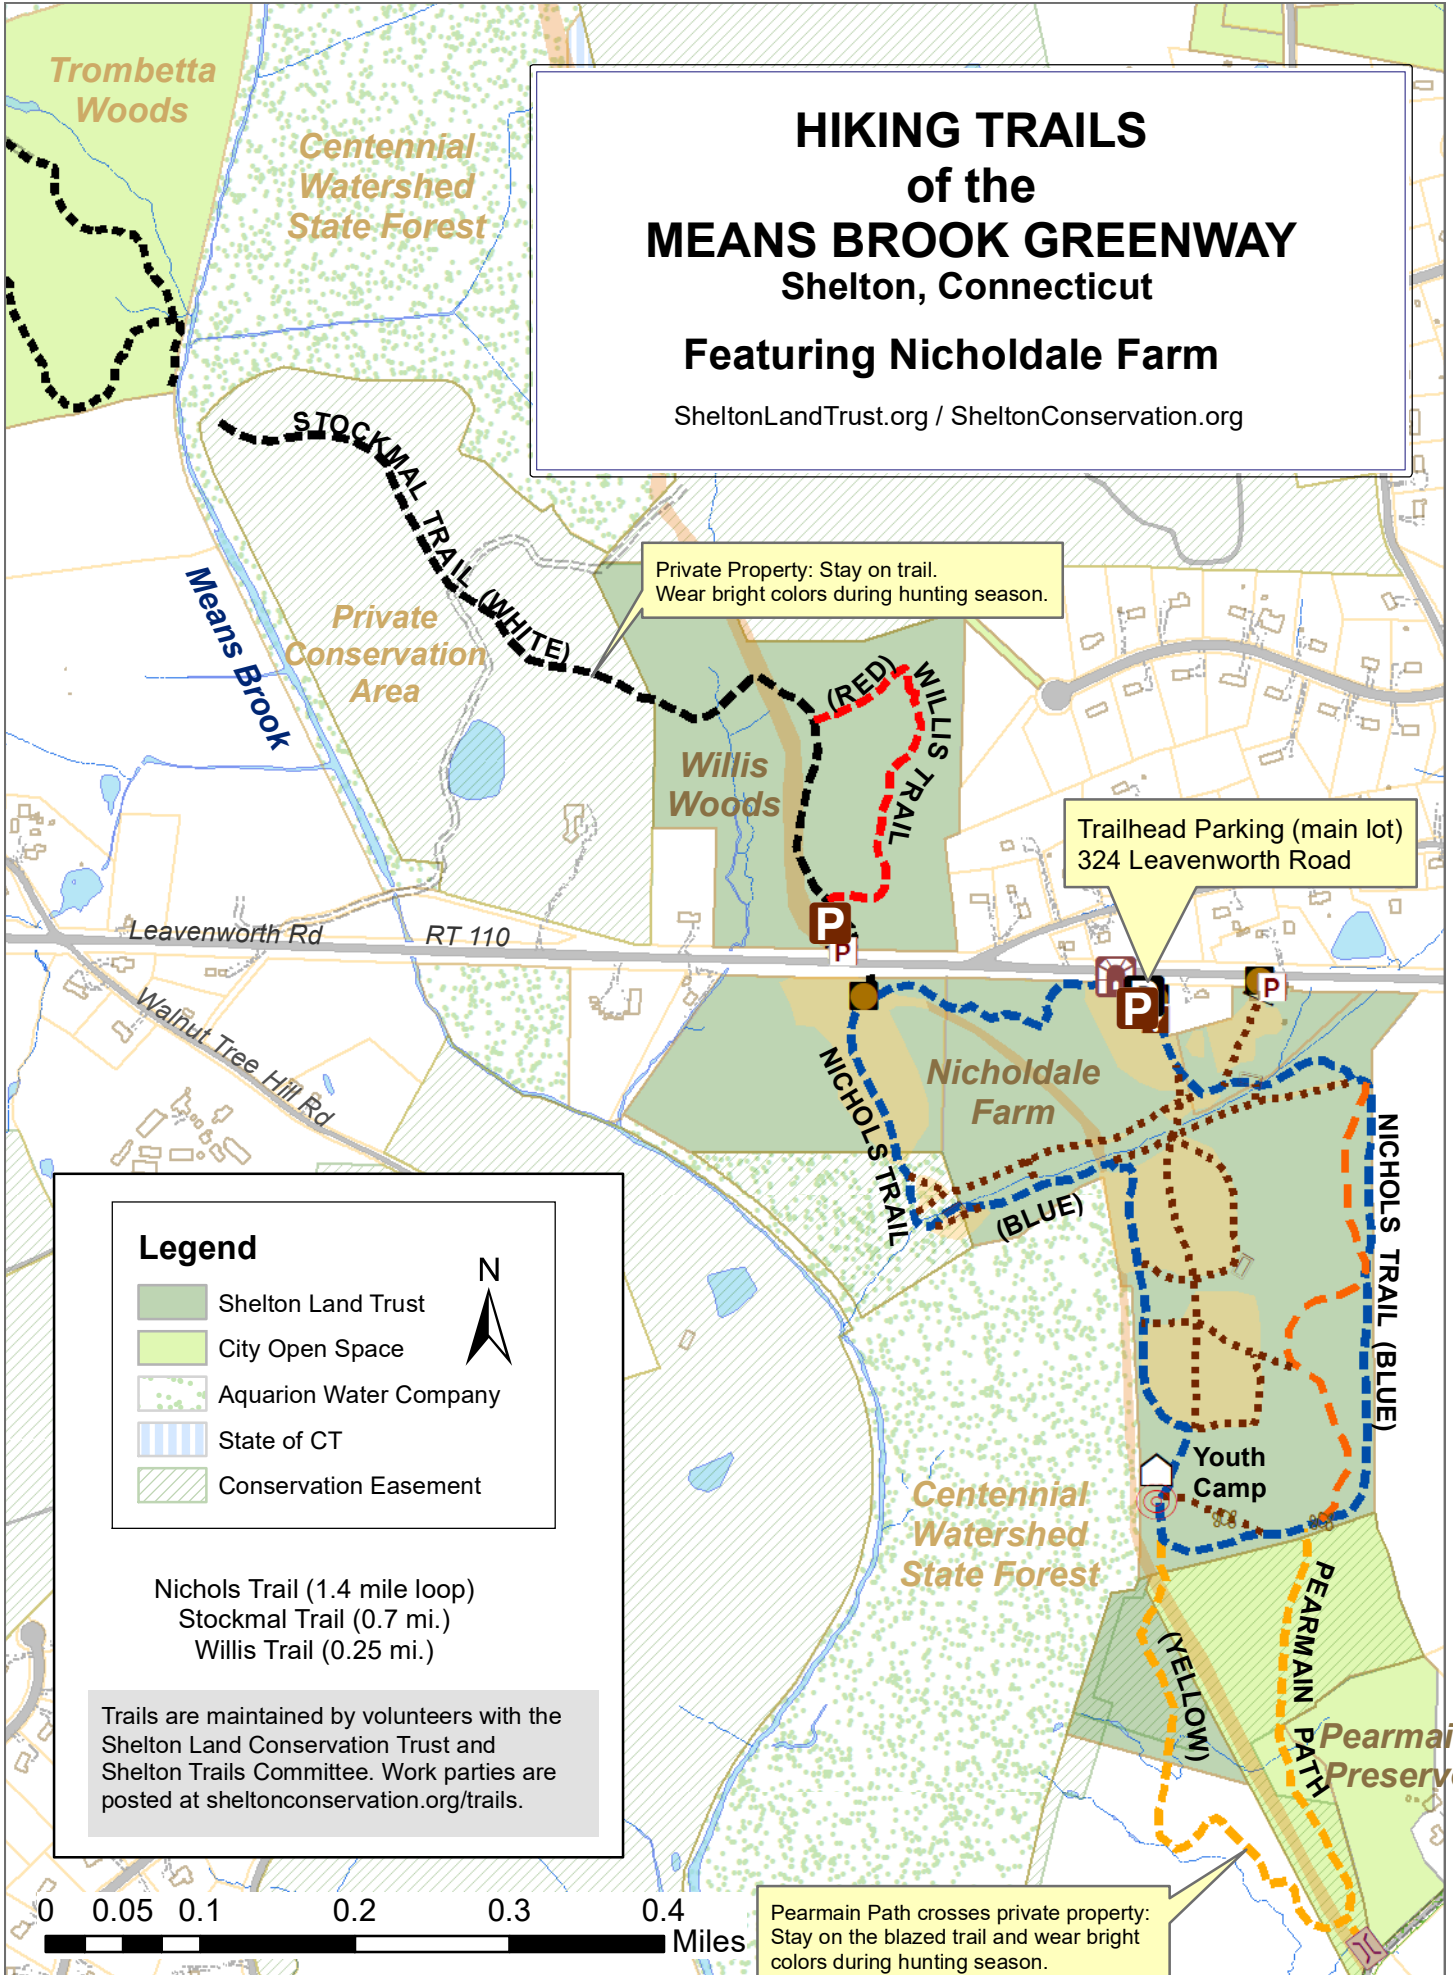 Trombetta
Woods
Centennial
Watershed
State Forest
HIKING TRAILS
of the
MEANS BROOK GREENWAY
Shelton, Connecticut
Featuring Nicholdale Farm
SheltonLandTrust.org / SheltonConservation.org
STOCKMAL TRAIL (WHITE)
Private Property: Stay on trail.
Wear bright colors during hunting season.
Means Brook
Private
Conservation
Area
(RED)
WILLIS TRAIL
Willis
Woods
Trailhead Parking (main lot)
324 Leavenworth Road
P
P
Leavenworth Rd
RT 110
P
P
Walnut Tree Hill Rd
Nicholdale
Farm
NICHOLS TRAIL
(BLUE)
NICHOLS TRAIL (BLUE)
Legend
N
Shelton Land Trust
City Open Space
Aquarion Water Company
State of CT
Conservation Easement
Nichols Trail (1.4 mile loop)
Stockmal Trail (0.7 mi.)
Willis Trail (0.25 mi.)
Trails are maintained by volunteers with the
Shelton Land Conservation Trust and
Shelton Trails Committee. Work parties are
posted at sheltonconservation.org/trails.
Youth
Camp
Centennial
Watershed
State Forest
(YELLOW)
PEARMAIN PATH
Pearmai
Preserv
0 0.05 0.1 0.2 0.3 0.4
Miles
Pearmain Path crosses private property:
Stay on the blazed trail and wear bright
colors during hunting season.